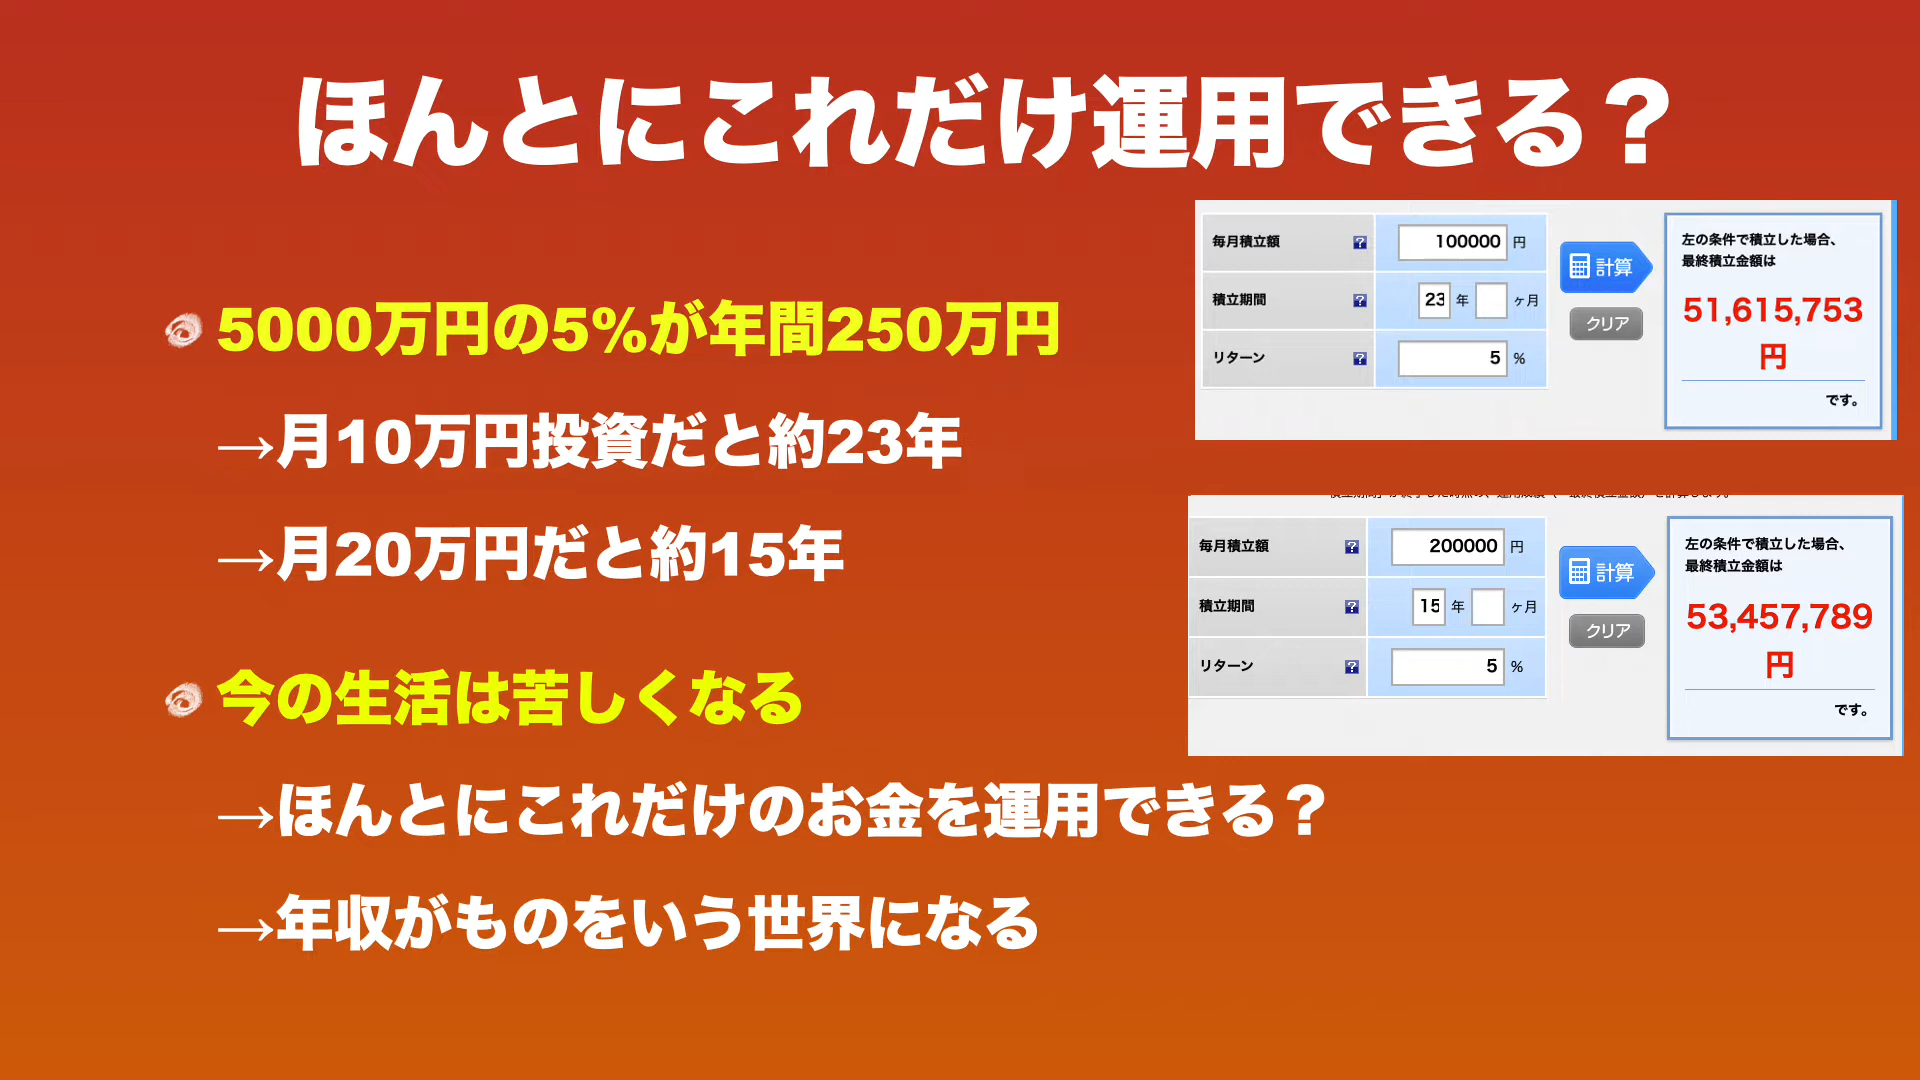 ほんとにこれだけ運用できる？
5000万円の5%が年間250万円
→月10万円投資だと約23年
→月20万円だと約15年
今の生活は苦しくなる
→ほんとにこれだけのお金を運用できる？
→年収がものをいう世界になる
毎月積立額 ? 100000 円
積立期間 ? 23 年 ヶ月
リターン ? 5 %
計算
クリア
左の条件で積立した場合、
最終積立金額は
51,615,753
円
です。
毎月積立額 ? 200000 円
積立期間 ? 15 年 ヶ月
リターン ? 5 %
計算
クリア
左の条件で積立した場合、
最終積立金額は
53,457,789
円
です。